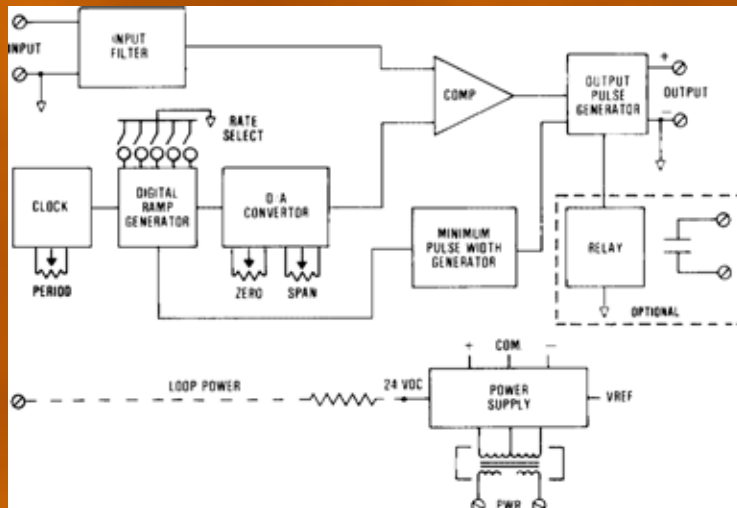 INPUT
INPUT
FILTER
COMP
OUTPUT
PULSE
GENERATOR
+
OUTPUT
–
RATE
SELECT
CLOCK
DIGITAL
RAMP
GENERATOR
D/A
CONVERTOR
MINIMUM
PULSE WIDTH
GENERATOR
RELAY
PERIOD
ZERO
SPAN
OPTIONAL
+ COM. –
LOOP POWER
24 VDC
POWER
SUPPLY
VREF
PWR